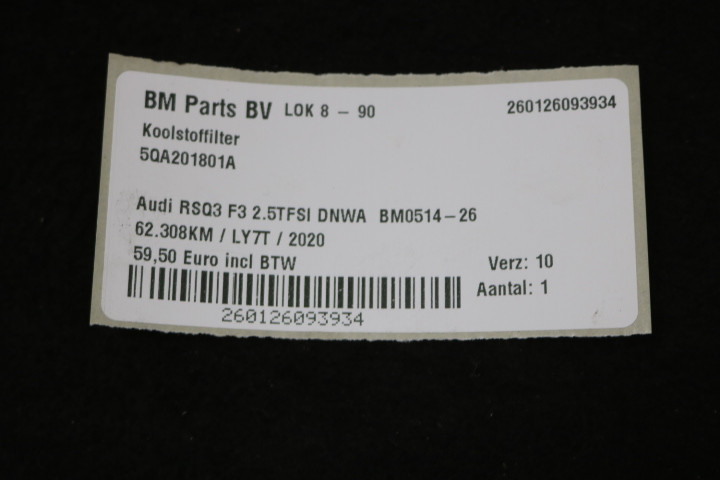 BM Parts BV LOK 8 - 90 260126093934
Koolstoffilter
5QA201801A
Audi RSQ3 F3 2.5TFSI DNWA BM0514-26
62.308KM / LY7T / 2020
59,50 Euro incl BTW Verz: 10
Aantal: 1
260126093934